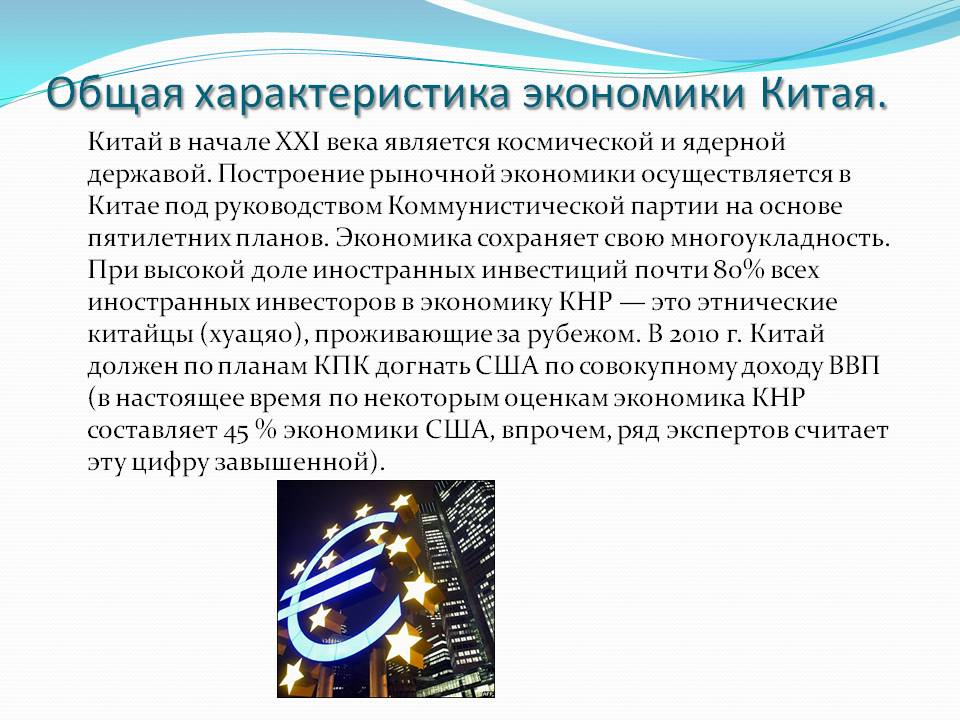 Общая характеристика экономики Китая.
Китай в начале XXI века является космической и ядерной
державой. Построение рыночной экономики осуществляется в
Китае под руководством Коммунистической партии на основе
пятилетних планов. Экономика сохраняет свою многоукладность.
При высокой доле иностранных инвестиций почти 80% всех
иностранных инвесторов в экономику КНР — это этнические
китайцы (хуацяо), проживающие за рубежом. В 2010 г. Китай
должен по планам КПК догнать США по совокупному доходу ВВП
(в настоящее время по некоторым оценкам экономика КНР
составляет 45 % экономики США, впрочем, ряд экспертов считает
эту цифру завышенной).